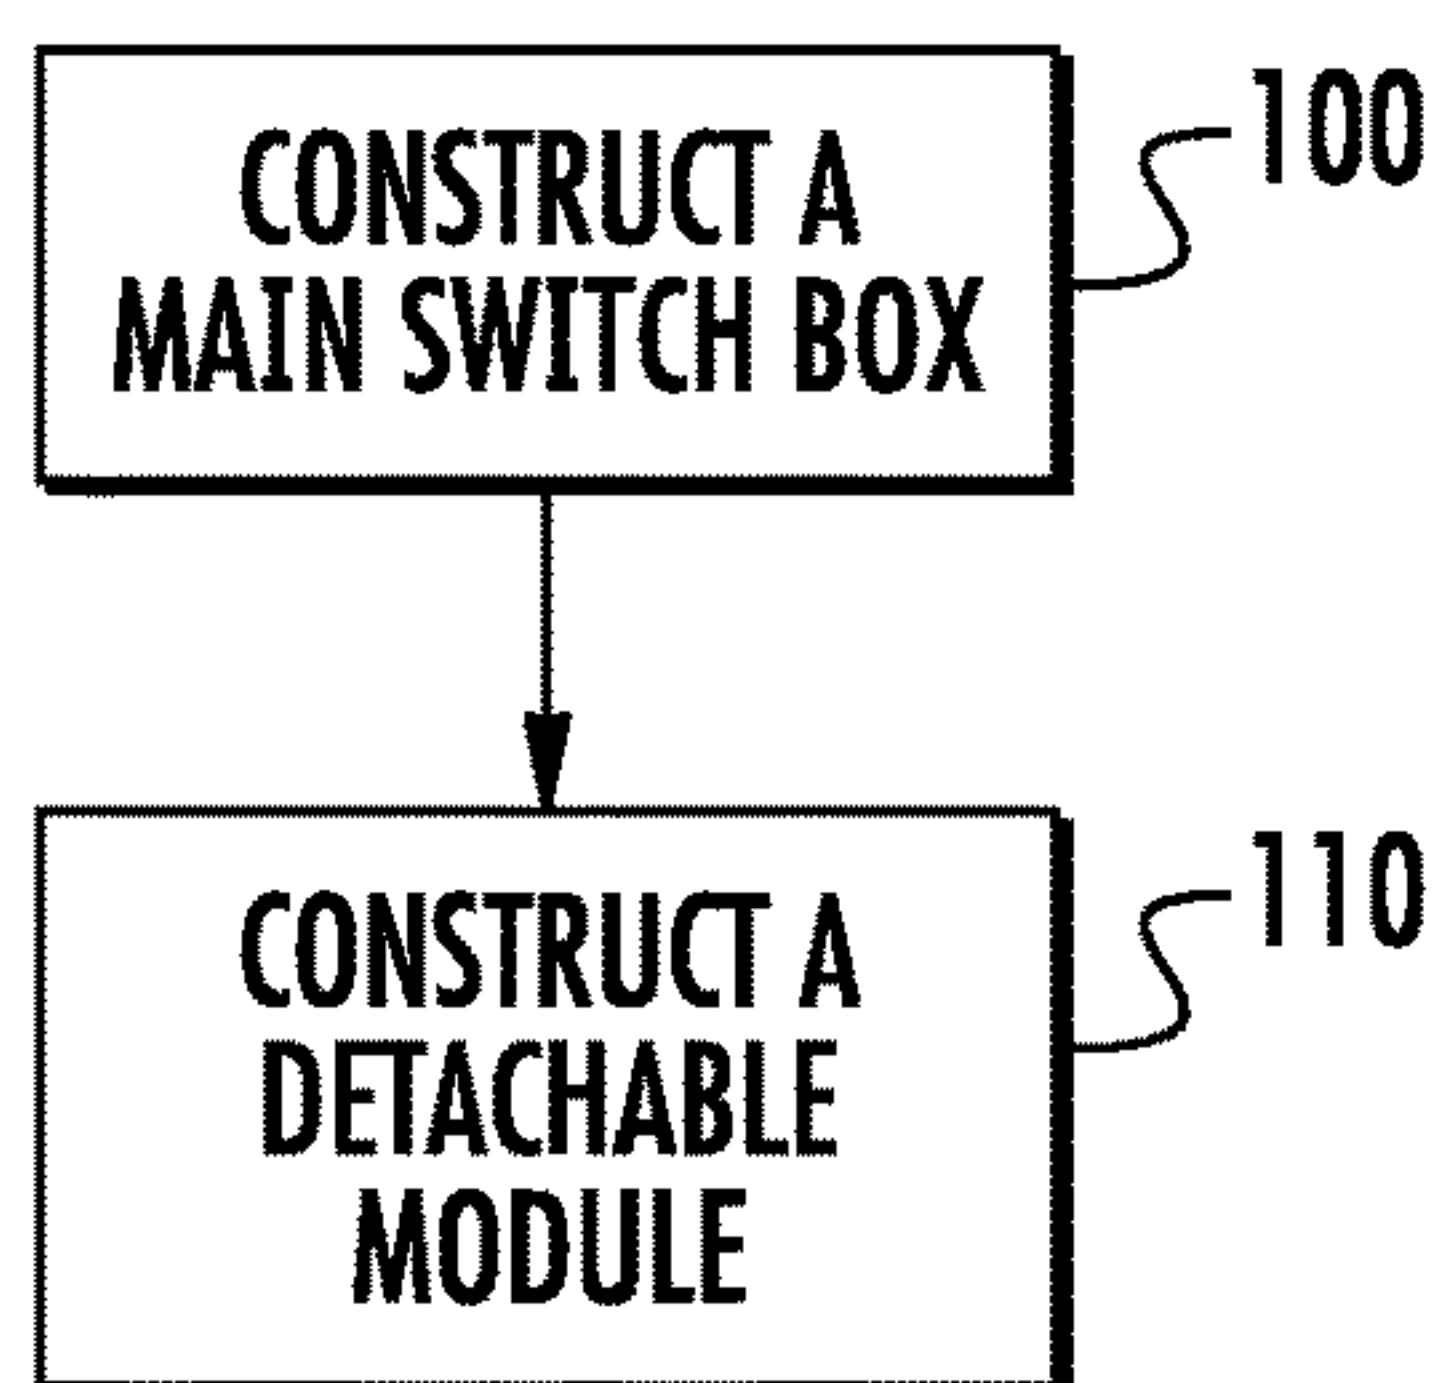 CONSTRUCT A
MAIN SWITCH BOX
100
CONSTRUCT A
DETACHABLE
MODULE
110